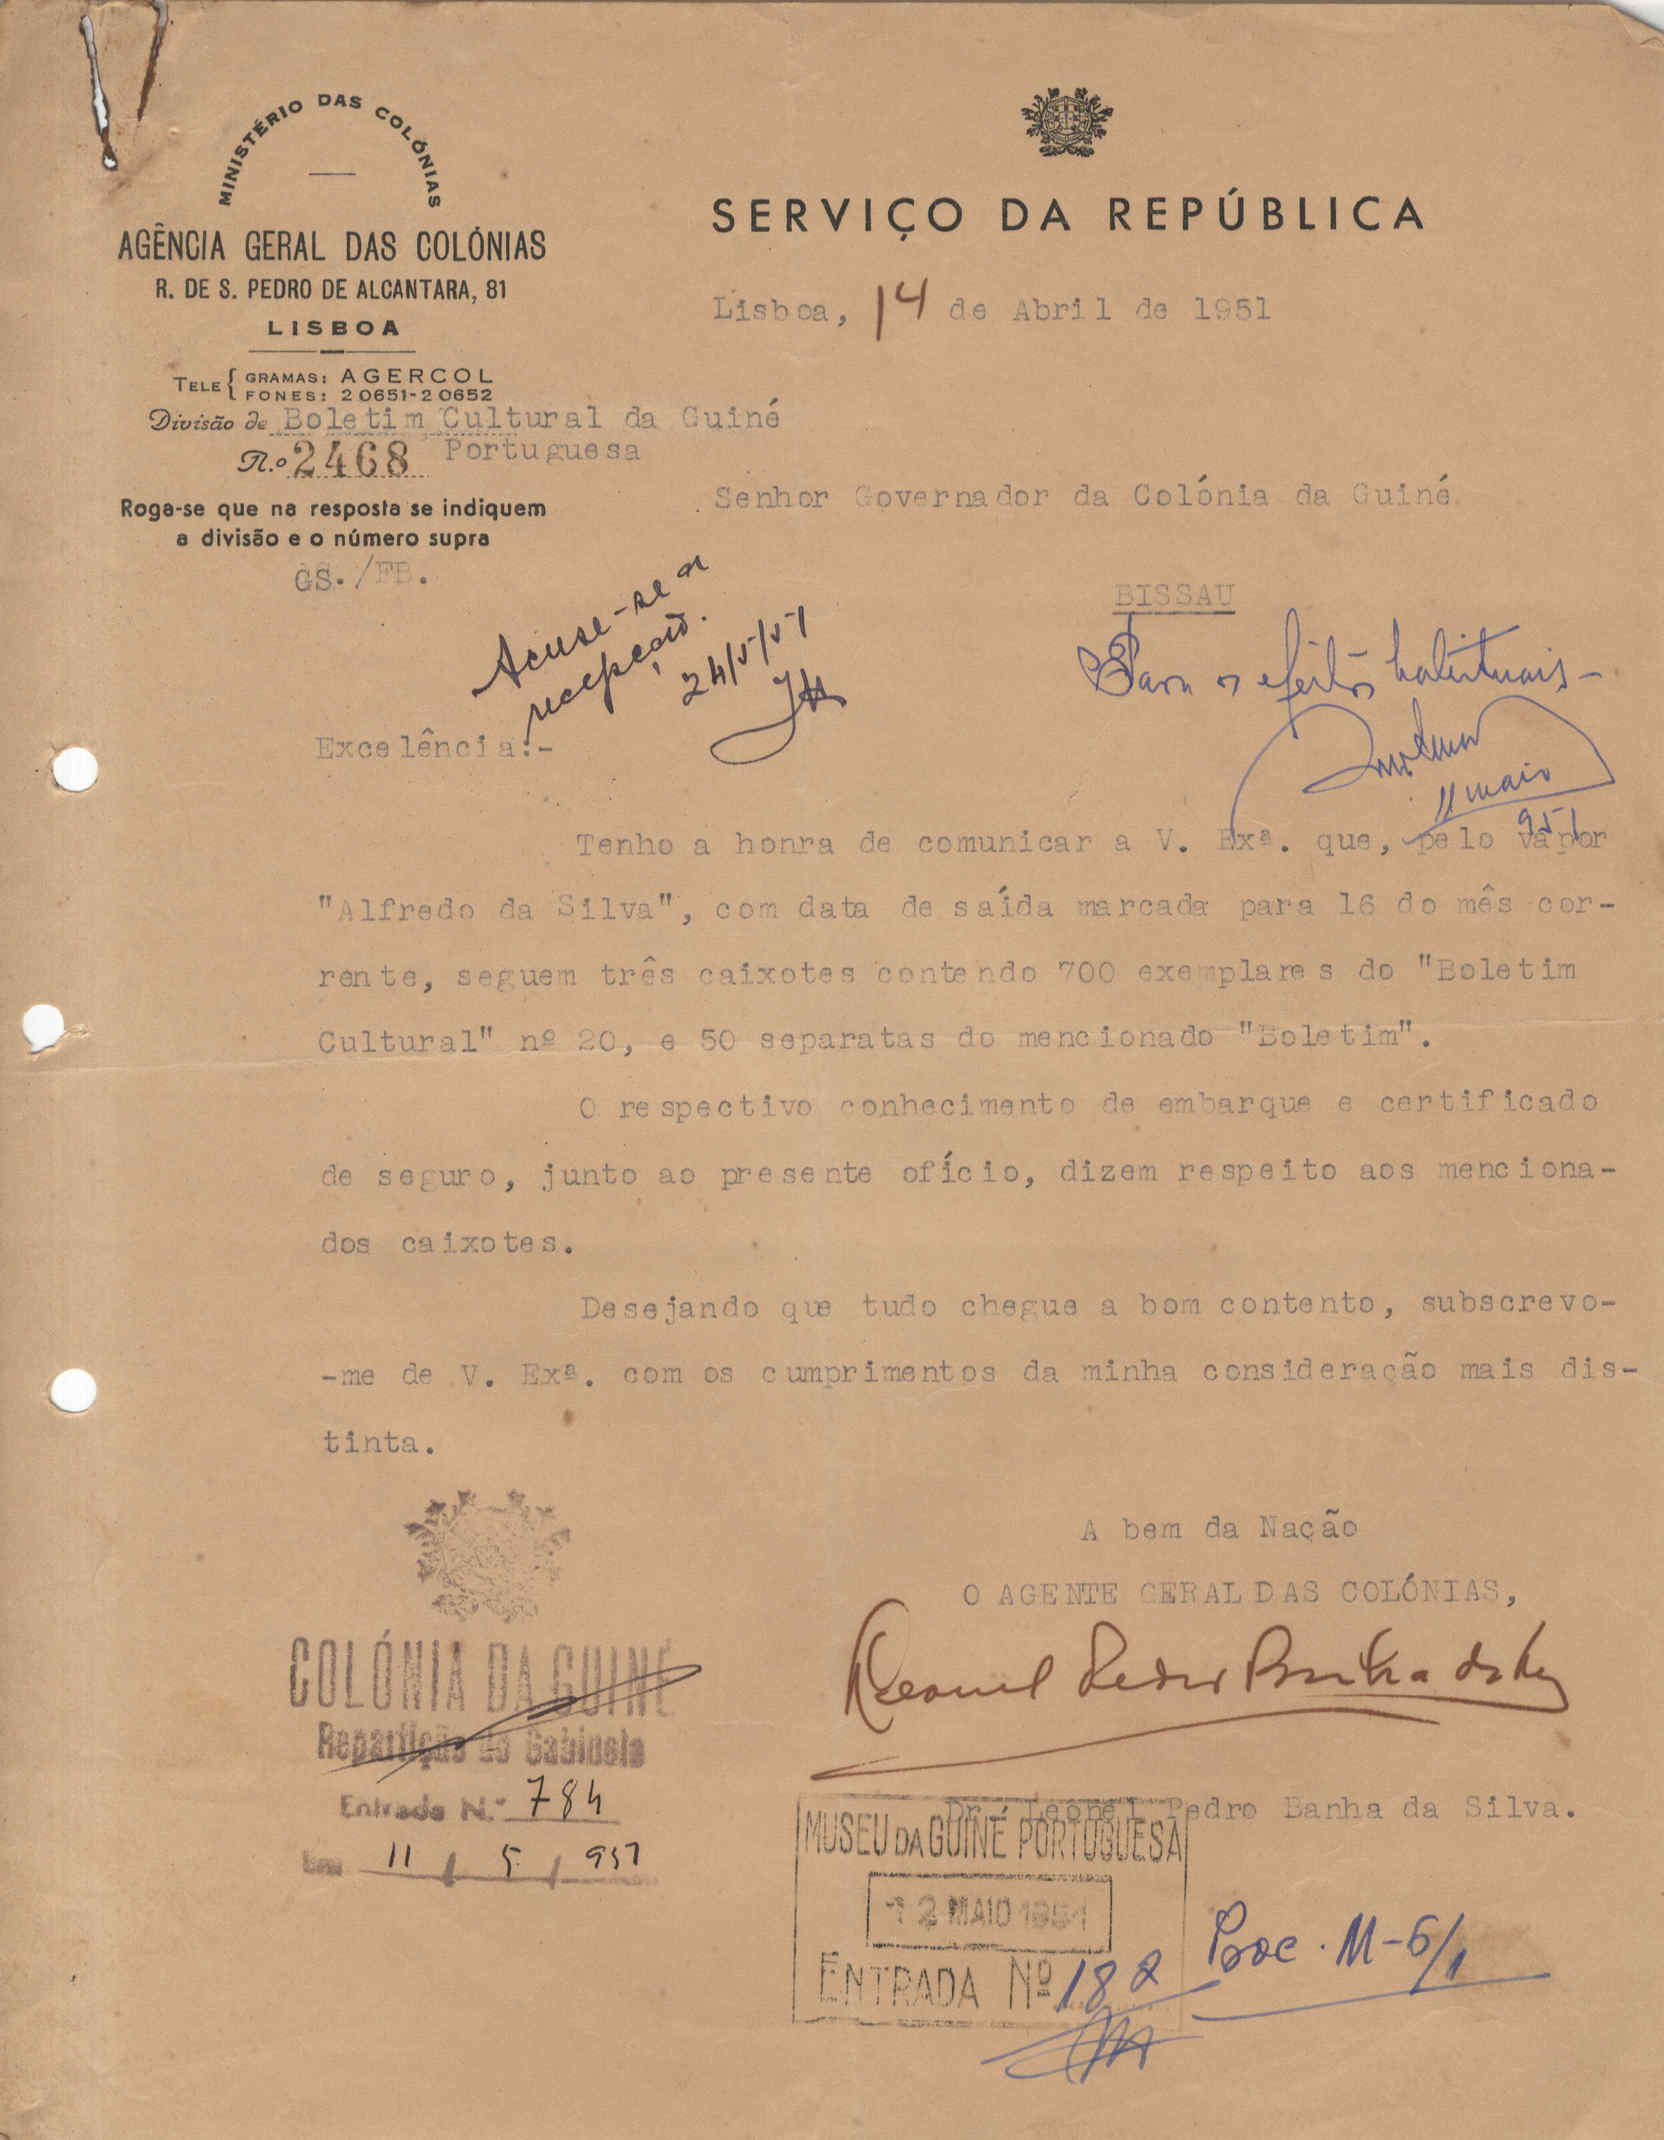 MINISTÉRIO DAS COLÓNIAS
AGÊNCIA GERAL DAS COLÓNIAS
R. DE S. PEDRO DE ALCANTARA, 81
LISBOA
TELE { GRAMAS: AGERCOL
FONES: 20651-20652
Divisão de Boletim Cultural da Guiné
Portuguesa
N.º 2468
Roga-se que na resposta se indiquem
a divisão e o número supra
GS./FB.
SERVIÇO DA REPÚBLICA
Lisboa, 14 de Abril de 1951
Senhor Governador da Colónia da Guiné
BISSAU
Acuse-se a
recepção.
24/5/51
Para os efeitos habituais-
11 maio
951
Excelência:-
Tenho a honra de comunicar a V. Exª. que, pelo vapor
"Alfredo da Silva", com data de saída marcada para 16 do mês cor-
rente, seguem três caixotes contendo 700 exemplares do "Boletim
Cultural" nº 20, e 50 separatas do mencionado "Boletim".
O respectivo conhecimento de embarque e certificado
de seguro, junto ao presente ofício, dizem respeito aos menciona-
dos caixotes.
Desejando que tudo chegue a bom contento, subscrevo-
-me de V. Exª. com os cumprimentos da minha consideração mais dis-
tinta.
A bem da Nação
O AGENTE GERAL DAS COLÓNIAS,
Leonel Pedro Banha da Silva
Dr. Leonel Pedro Banha da Silva.
COLÓNIA DA GUINÉ
Repartição do Gabinete
Entrada N.º 784
Em 11 / 5 / 951
MUSEU DA GUINÉ PORTUGUESA
12 MAIO 1951
ENTRADA Nº 182
Proc. M-6/1